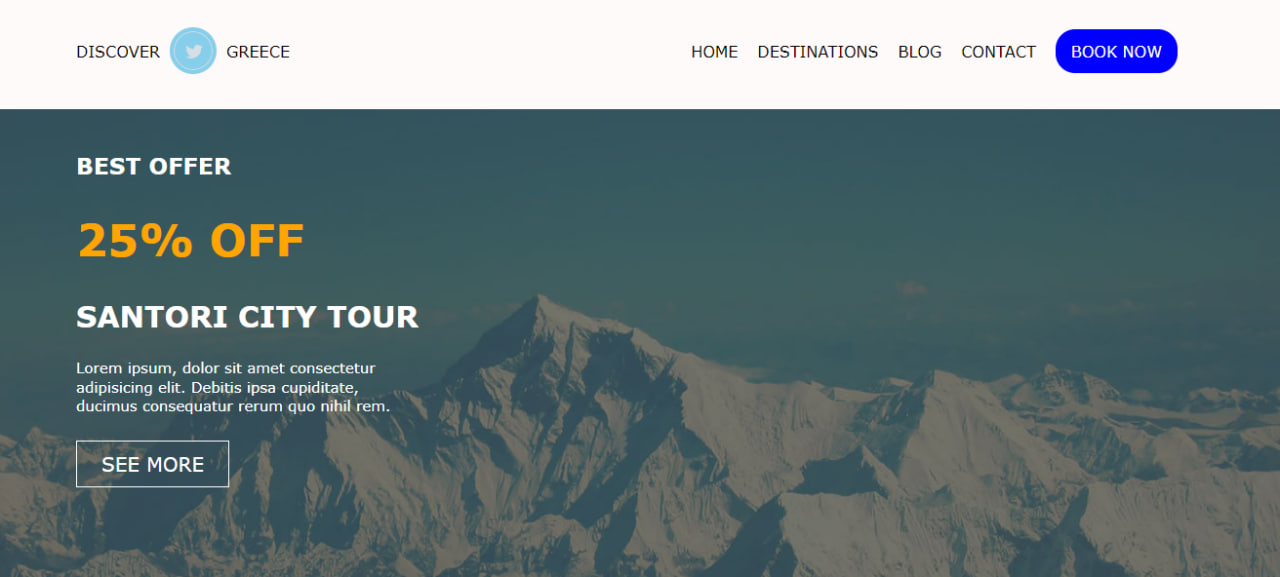 DISCOVER GREECE HOME DESTINATIONS BLOG CONTACT BOOK NOW
BEST OFFER
25% OFF
SANTORI CITY TOUR
Lorem ipsum, dolor sit amet consectetur
adipisicing elit. Debitis ipsa cupiditate,
ducimus consequatur rerum quo nihil rem.
SEE MORE